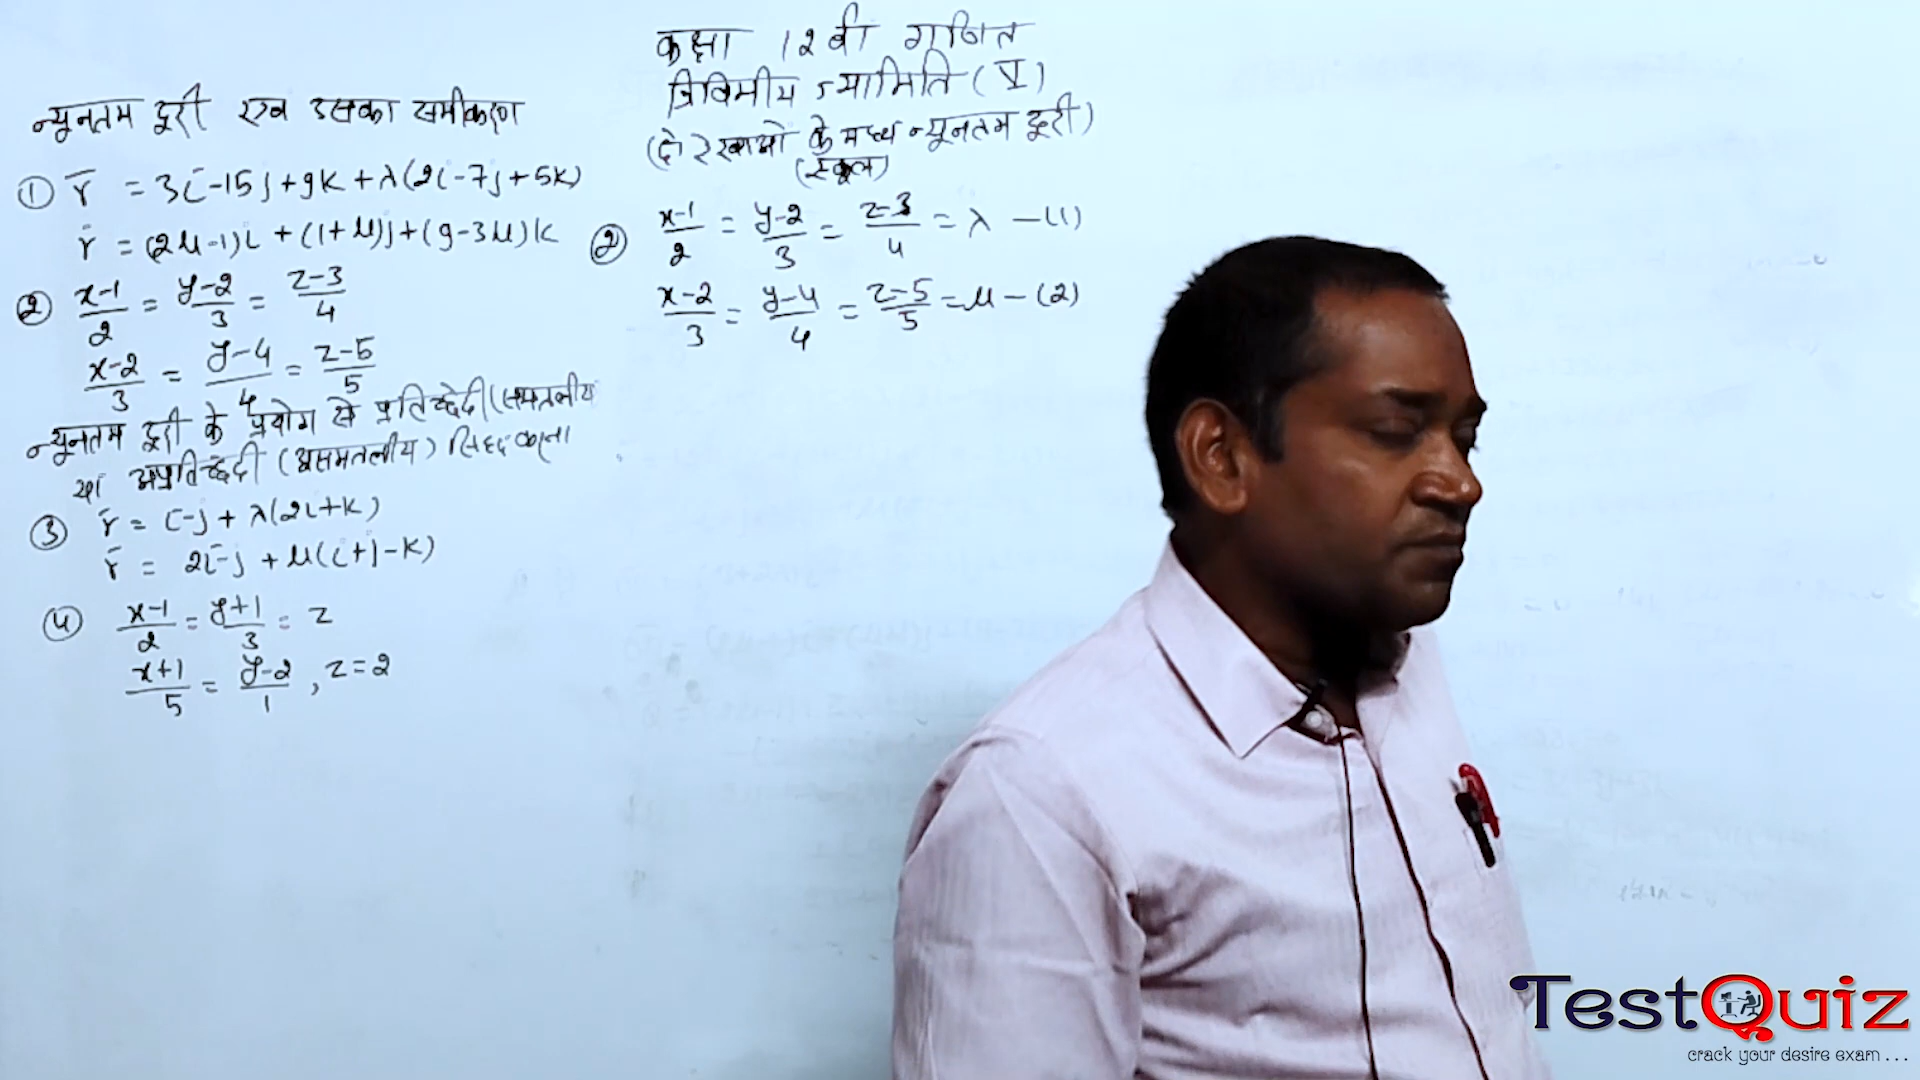 कक्षा 12वी गणित
त्रिविमीय ज्यामिति (V)
(दो रेखाओ के मध्य न्यूनतम दूरी)
(स्कूल)
न्यूनतम दूरी एवं उसका समीकरण
① r̄ = 3i-15j+9k+λ(2i-7j+5k)
r̄ = (2μ-1)i+(1+μ)j+(9-3μ)k
② x-1/2 = y-2/3 = z-3/4
x-2/3 = y-4/4 = z-5/5
न्यूनतम दूरी के प्रयोग से प्रतिच्छेदी (समतलीय
या अप्रतिच्छेदी (असमतलीय) सिद्ध करना
③ r̄ = i-j+λ(2i+k)
r̄ = 2i-j+μ(i+j-k)
④ x-1/2 = y+1/3 = z
x+1/5 = y-2/1, z=2
② x-1/2 = y-2/3 = z-3/4 = λ —(1)
x-2/3 = y-4/4 = z-5/5 = μ —(2)
TestQuiz
crack your desire exam . . .